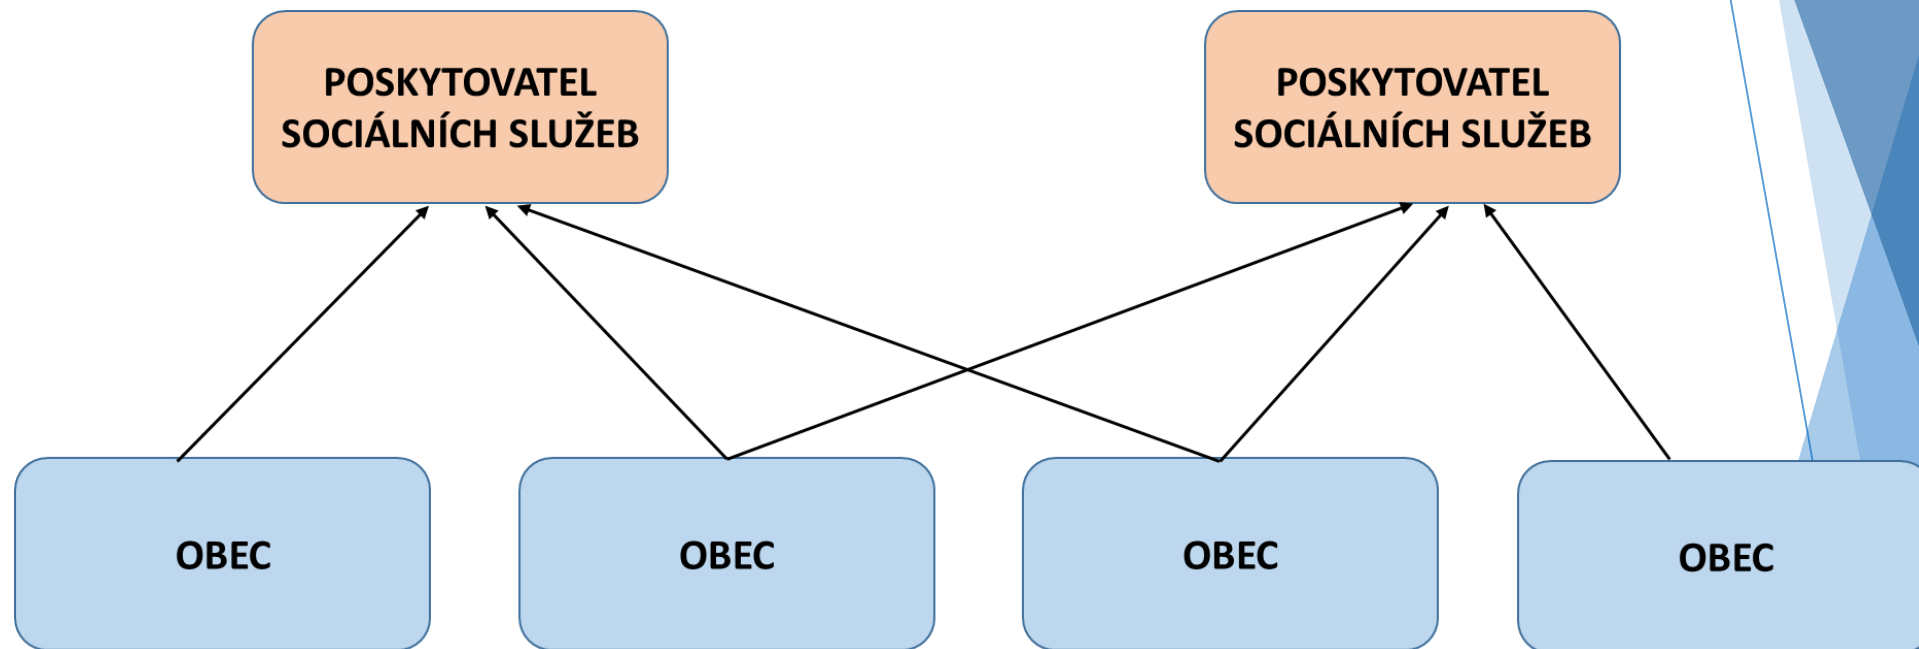 POSKYTOVATEL
SOCIÁLNÍCH SLUŽEB
POSKYTOVATEL
SOCIÁLNÍCH SLUŽEB
OBEC
OBEC
OBEC
OBEC